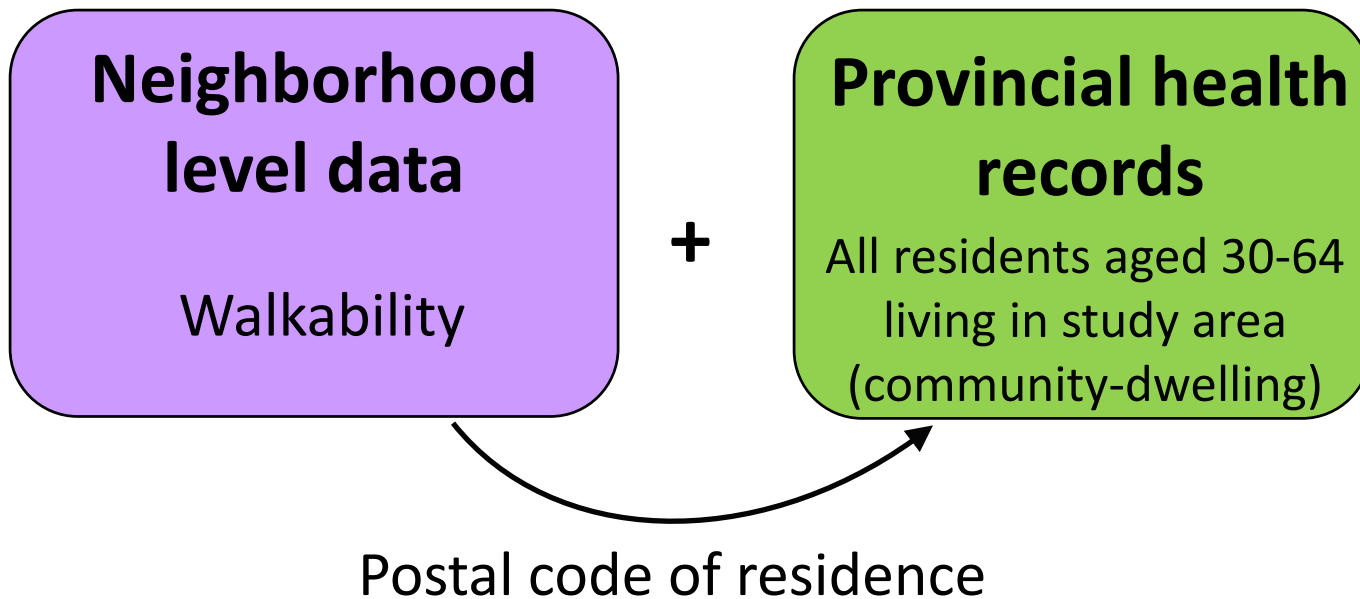 Neighborhood
level data
Walkability
+
Provincial health
records
All residents aged 30-64
living in study area
(community-dwelling)
Postal code of residence